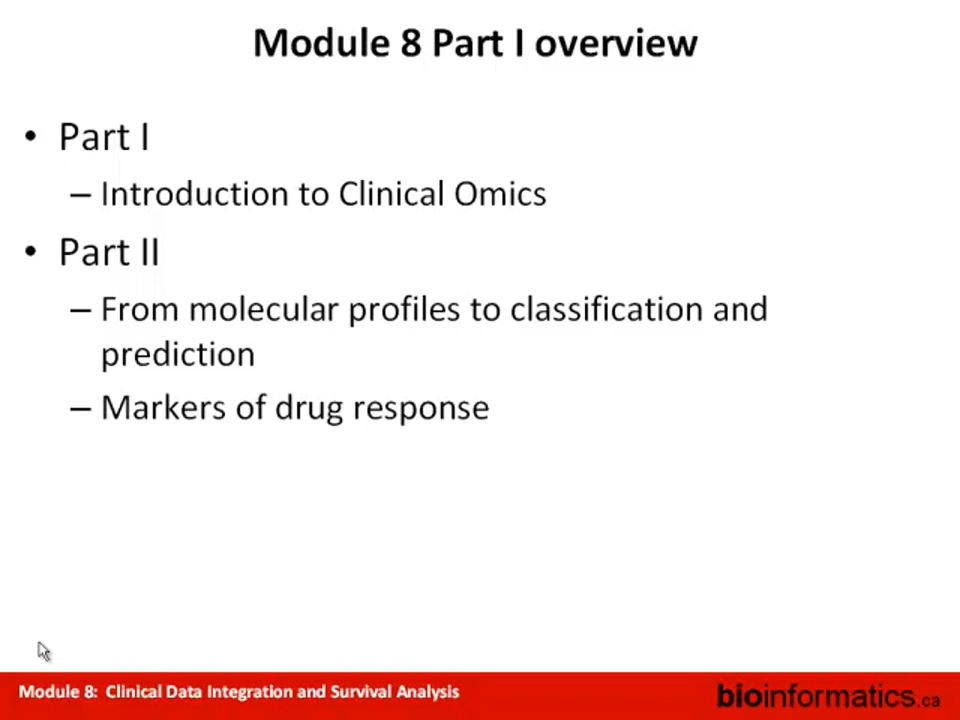 Module 8 Part I overview
• Part I
– Introduction to Clinical Omics
• Part II
– From molecular profiles to classification and
prediction
– Markers of drug response
Module 8: Clinical Data Integration and Survival Analysis
bioinformatics.ca